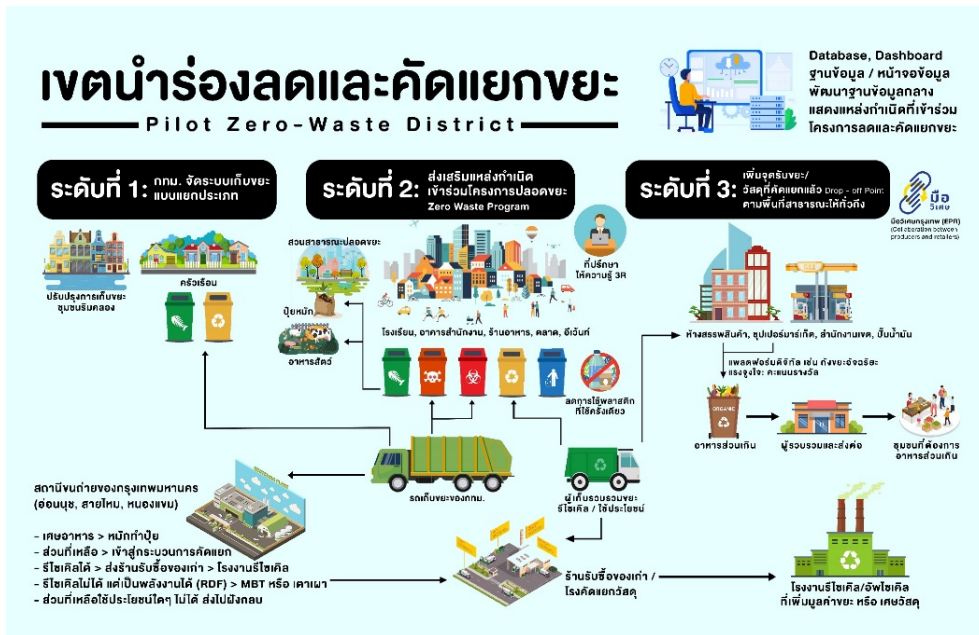 เขตนำร่องลดและคัดแยกขยะ
Pilot Zero-Waste District
Database, Dashboard
ฐานข้อมูล / หน้าจอข้อมูล
พัฒนาฐานข้อมูลกลาง
แสดงแหล่งกำเนิดที่เข้าร่วม
โครงการลดและคัดแยกขยะ
ระดับที่ 1: กทม. จัดระบบเก็บขยะ
แบบแยกประเภท
ปรับปรุงการเก็บขยะ
ชุมชนริมคลอง
ครัวเรือน
ระดับที่ 2: ส่งเสริมแหล่งกำเนิด
เข้าร่วมโครงการปลอดขยะ
Zero Waste Program
สวนสาธารณะปลอดขยะ
ปุ๋ยหมัก
อาหารสัตว์
ที่ปรึกษา
ให้ความรู้ 3R
โรงเรียน, อาคารสำนักงาน, ร้านอาหาร, ตลาด, อีเว้นท์
ลดการใช้พลาสติก
ที่ใช้ครั้งเดียว
ระดับที่ 3: เพิ่มจุดรับขยะ/
วัสดุที่คัดแยกแล้ว Drop - off Point
ตามพื้นที่สาธารณะให้ทั่วถึง
มือ
วิเศษ
มือวิเศษกรุงเทพ (EPR)
(Collaboration between
producers and retailers)
ห้างสรรพสินค้า, ซุปเปอร์มาร์เก็ต, สำนักงานเขต, ปั๊มน้ำมัน
แพลตฟอร์มดิจิทัล เช่น ถังขยะอัจฉริยะ
แรงจูงใจ: คะแนนรางวัล
ORGANIC
อาหารส่วนเกิน
ผู้รวบรวมและส่งต่อ
ชุมชนที่ต้องการ
อาหารส่วนเกิน
รถเก็บขยะของกทม.
ผู้เก็บรวบรวมขยะ
รีไซเคิล / ใช้ประโยชน์
สถานีขนถ่ายของกรุงเทพมหานคร
(อ่อนนุช, สายไหม, หนองแขม)
- เศษอาหาร > หมักทำปุ๋ย
- ส่วนที่เหลือ > เข้าสู่กระบวนการคัดแยก
- รีไซเคิลได้ > ส่งร้านรับซื้อของเก่า > โรงงานรีไซเคิล
- รีไซเคิลไม่ได้ แต่เป็นพลังงานได้ (RDF) > MBT หรือ เตาเผา
- ส่วนที่เหลือใช้ประโยชน์ใดๆ ไม่ได้ ส่งไปฝังกลบ
ร้านรับซื้อของเก่า /
โรงคัดแยกวัสดุ
โรงงานรีไซเคิล/อัพไซเคิล
ที่เพิ่มมูลค่าขยะ หรือ เศษวัสดุ